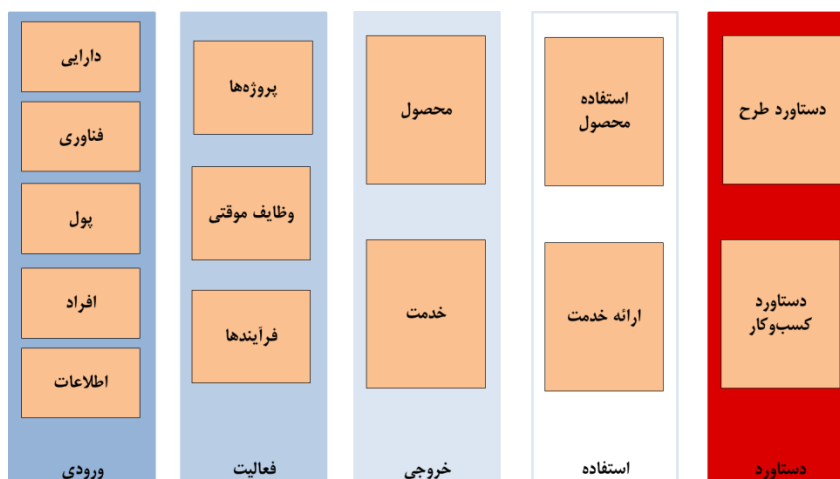 دارایی
فناوری
پول
افراد
اطلاعات
ورودی
پروژه‌ها
وظایف موقتی
فرآیندها
فعالیت
محصول
خدمت
خروجی
استفاده
محصول
ارائه خدمت
استفاده
دستاورد طرح
دستاورد
کسب‌وکار
دستاورد